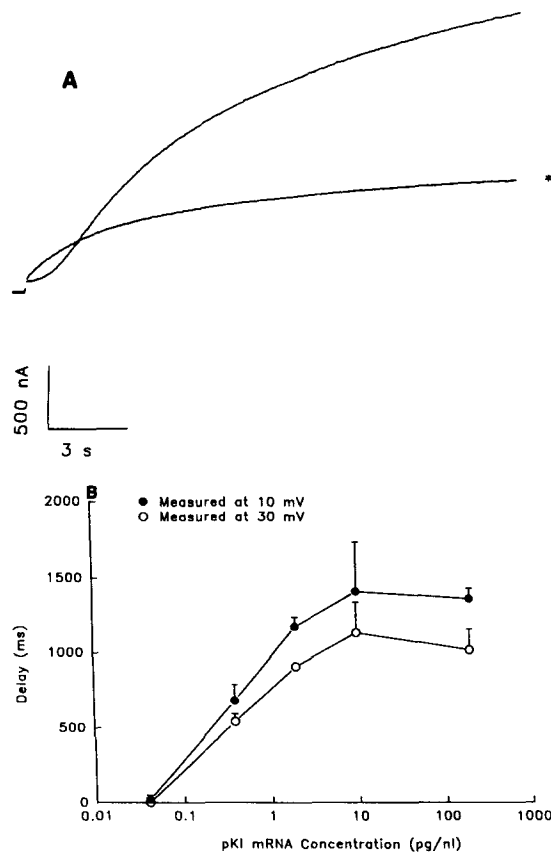 A
*
500 nA
3 s
B
● Measured at 10 mV
○ Measured at 30 mV
2000
1500
1000
500
0
Delay (ms)
0.01 0.1 1 10 100 1000
pKI mRNA Concentration (pg/nl)